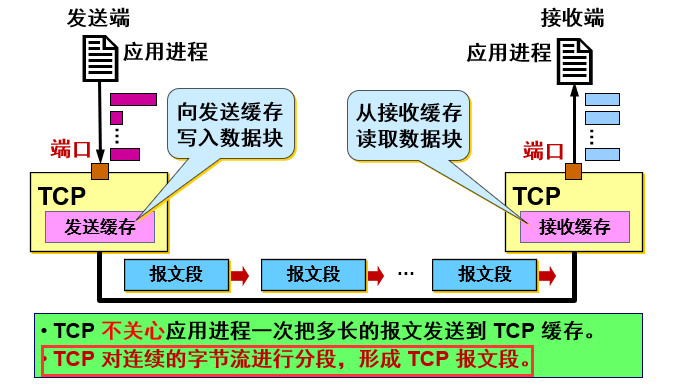 发送端
接收端
应用进程
应用进程
向发送缓存
写入数据块
从接收缓存
读取数据块
⋮
⋮
端口
端口
TCP
TCP
发送缓存
接收缓存
报文段
报文段
…
报文段
• TCP 不关心应用进程一次把多长的报文发送到 TCP 缓存。
• TCP 对连续的字节流进行分段，形成 TCP 报文段。